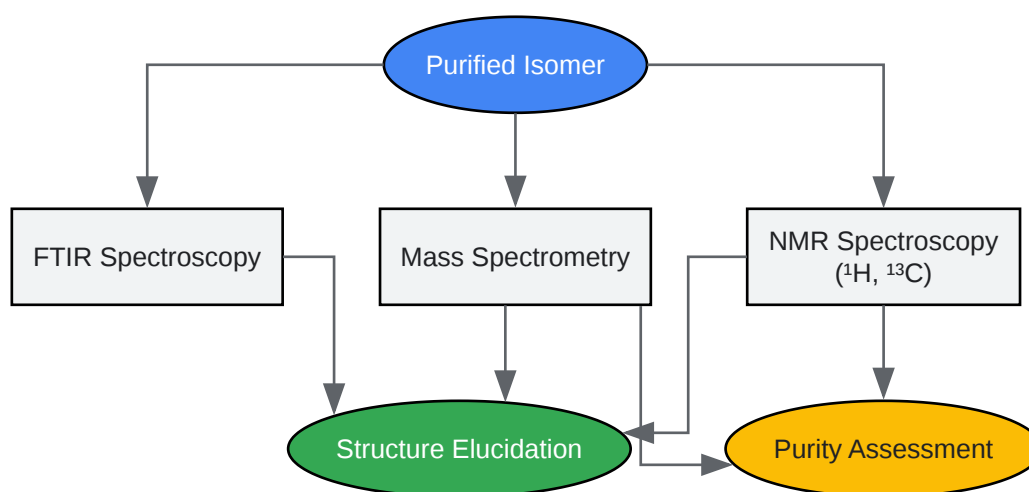 Purified Isomer
FTIR Spectroscopy
Mass Spectrometry
NMR Spectroscopy
(¹H, ¹³C)
Structure Elucidation
Purity Assessment